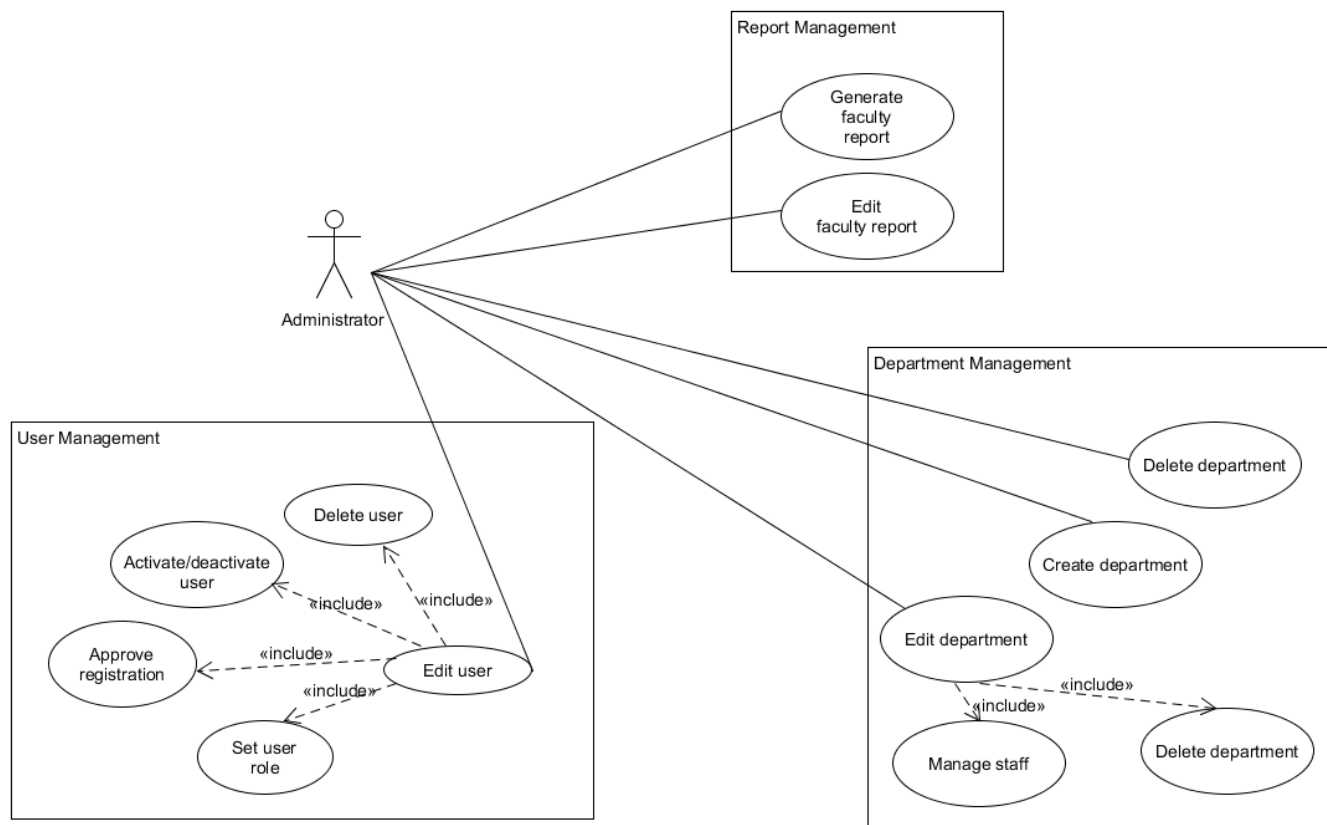 Report Management
Generate
faculty
report
Edit
faculty report
Administrator
Department Management
Delete department
Create department
Edit department
«include»
«include»
Manage staff
Delete department
User Management
Delete user
Activate/deactivate
user
«include»
«include»
Approve
registration
«include»
Edit user
«include»
Set user
role